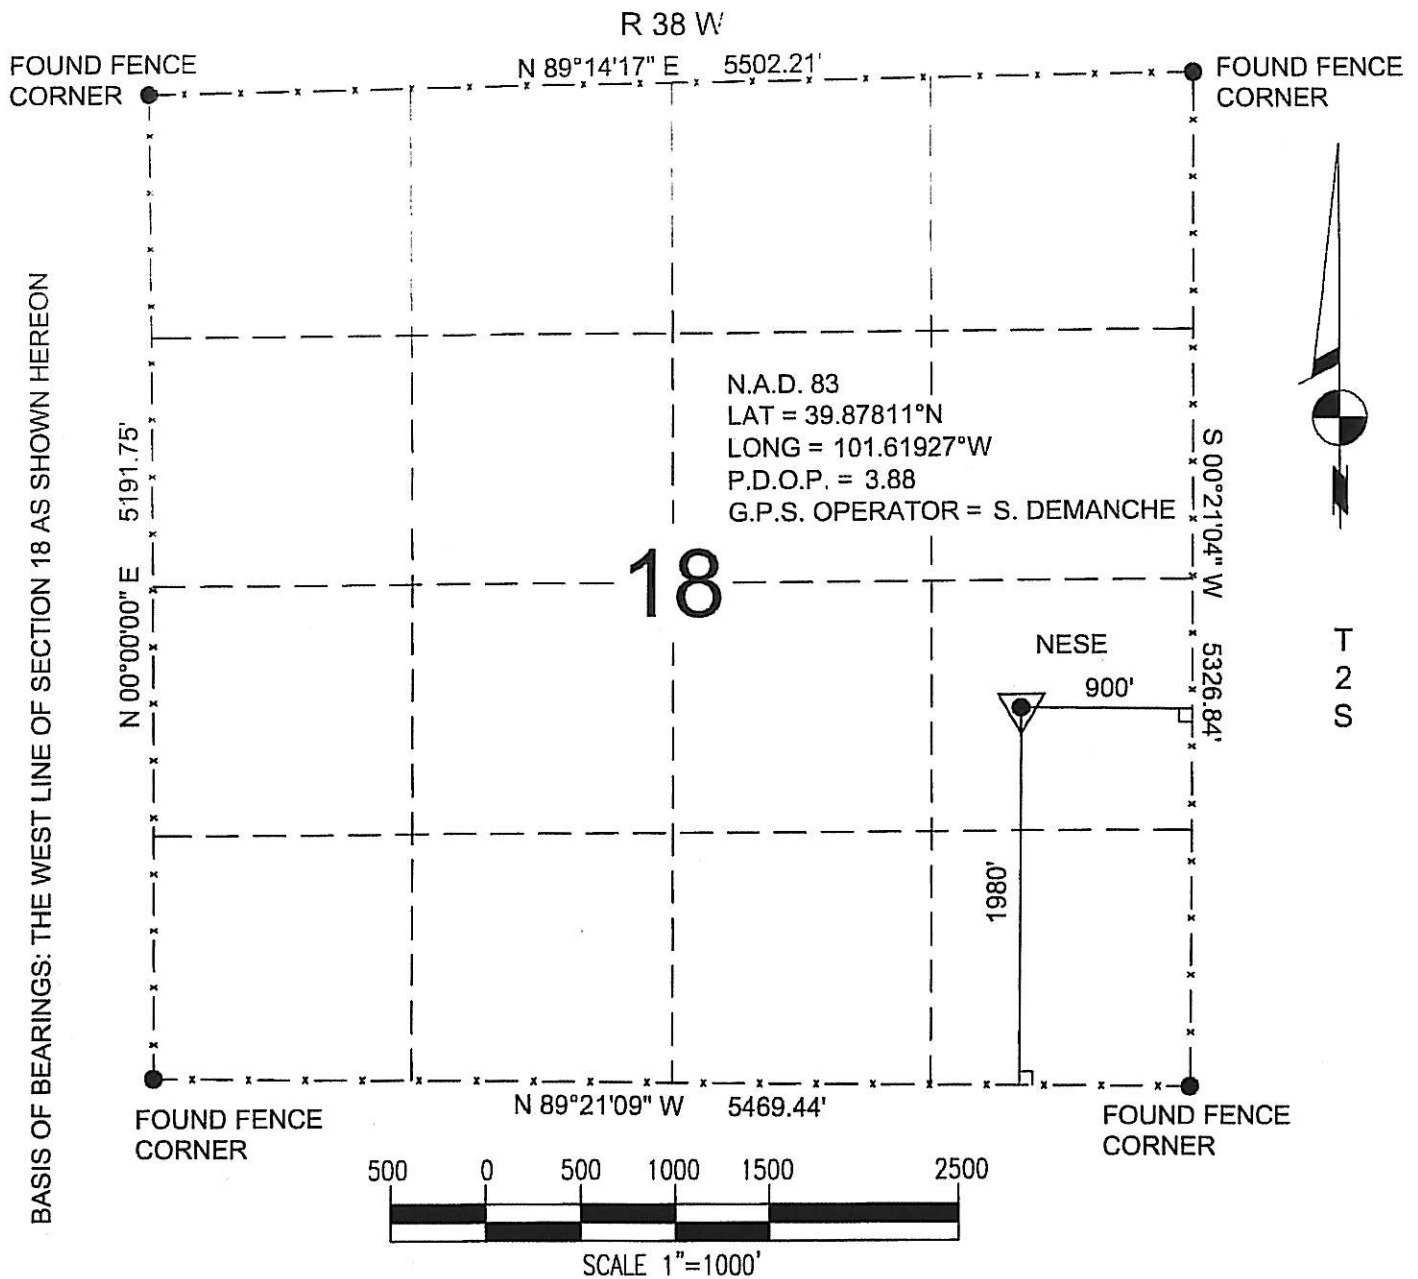 R 38 W
FOUND FENCE
CORNER
N 89°14'17" E 5502.21'
FOUND FENCE
CORNER
BASIS OF BEARINGS: THE WEST LINE OF SECTION 18 AS SHOWN HEREON
N 00°00'00" E 5191.75'
N.A.D. 83
LAT = 39.87811°N
LONG = 101.61927°W
P.D.O.P. = 3.88
G.P.S. OPERATOR = S. DEMANCHE
S 00°21'04" W 5326.84'
N
18
NESE
900'
T
2
S
1980'
N 89°21'09" W 5469.44'
FOUND FENCE
CORNER
FOUND FENCE
CORNER
500 0 500 1000 1500 2500
SCALE 1"=1000'